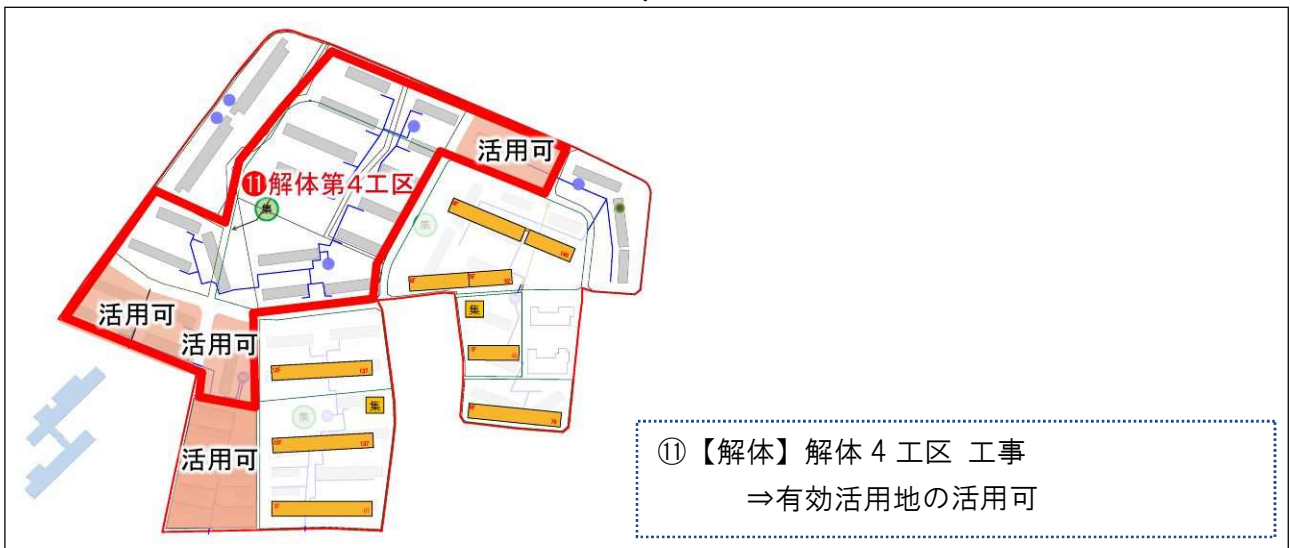 活用可
⓫解体第4工区
集
集
集
活用可
活用可
集
集
活用可
⑪【解体】解体4工区 工事
⇒有効活用地の活用可